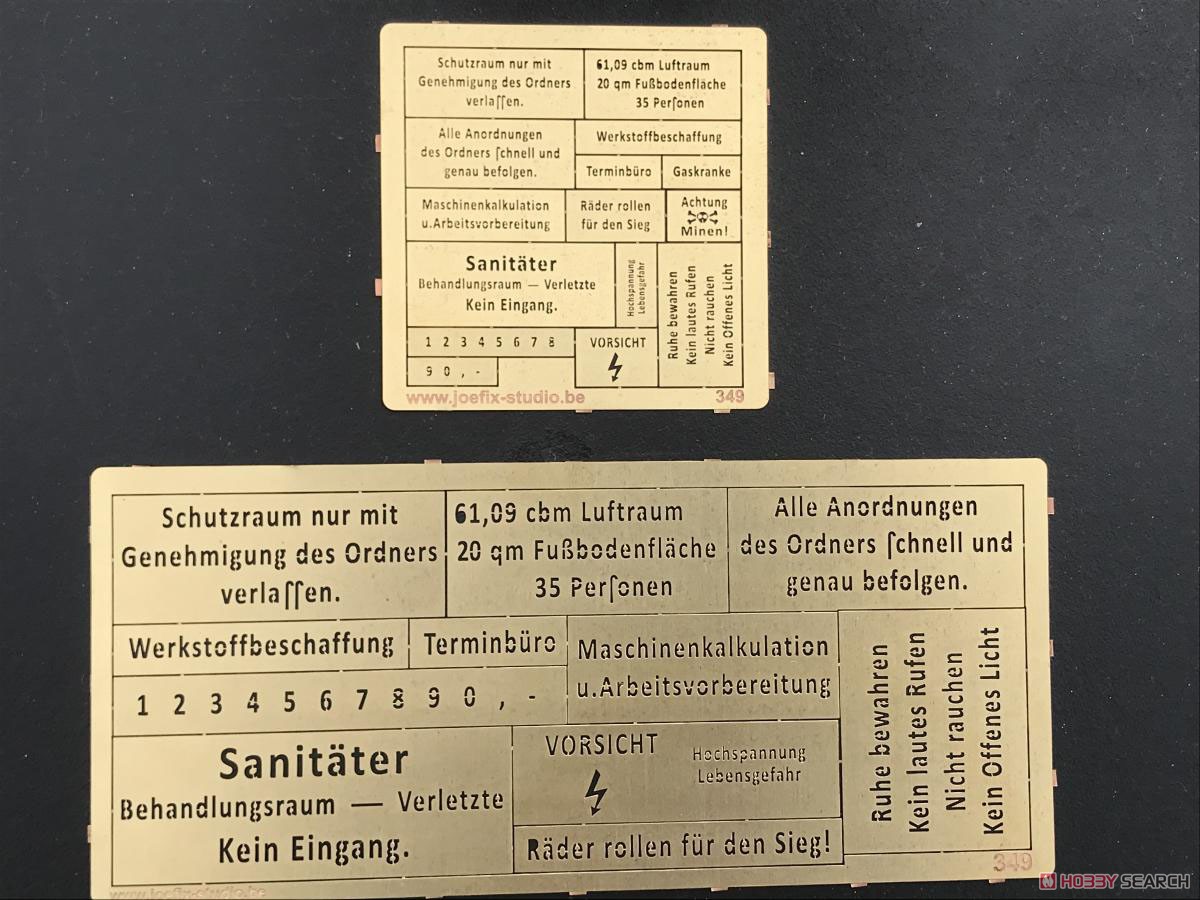 Schutzraum nur mit
Genehmigung des Ordners
verlaſſen.
61,09 cbm Luftraum
20 qm Fußbodenfläche
35 Perſonen
Alle Anordnungen
des Ordners ſchnell und
genau befolgen.
Werkstoffbeschaffung
Terminbüro
Gaskranke
Maschinenkalkulation
u.Arbeitsvorbereitung
Räder rollen
für den Sieg
Achtung
Minen!
Sanitäter
Behandlungsraum — Verletzte
Kein Eingang.
Hochspannung
Lebensgefahr
Ruhe bewahren
Kein lautes Rufen
Nicht rauchen
Kein Offenes Licht
1 2 3 4 5 6 7 8
9 0 , -
VORSICHT
www.joefix-studio.be
349
Schutzraum nur mit
Genehmigung des Ordners
verlaſſen.
61,09 cbm Luftraum
20 qm Fußbodenfläche
35 Perſonen
Alle Anordnungen
des Ordners ſchnell und
genau befolgen.
Werkstoffbeschaffung
Terminbüro
Maschinenkalkulation
u.Arbeitsvorbereitung
1 2 3 4 5 6 7 8 9 0 , -
Ruhe bewahren
Kein lautes Rufen
Nicht rauchen
Kein Offenes Licht
Sanitäter
Behandlungsraum — Verletzte
Kein Eingang.
VORSICHT
Hochspannung
Lebensgefahr
Räder rollen für den Sieg!
349
www.joefix-studio.be
HOBBY SEARCH